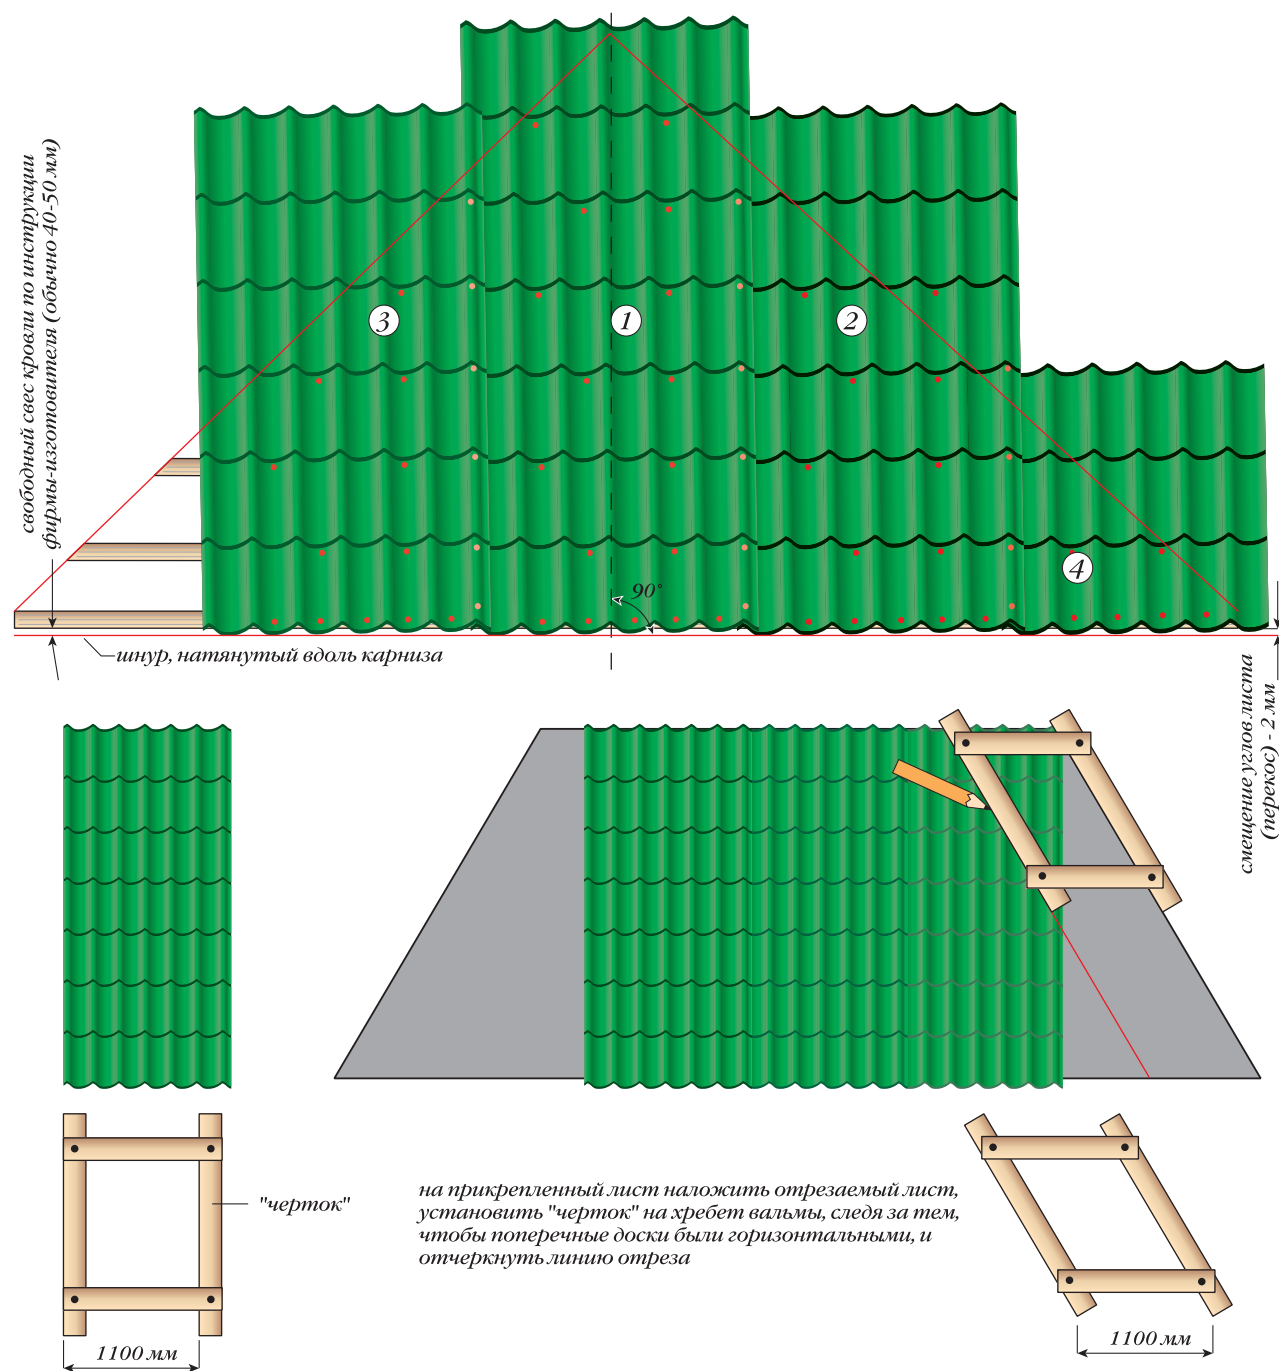 свободный свес кровли по инструкции
фирмы-изготовителя (обычно 40-50 мм)
3
1
2
4
90°
шнур, натянутый вдоль карниза
смещение углов листа
(перекос) - 2 мм
"черток"
на прикрепленный лист наложить отрезаемый лист,
установить "черток" на хребет вальмы, следя за тем,
чтобы поперечные доски были горизонтальными, и
отчеркнуть линию отреза
1100 мм
1100 мм